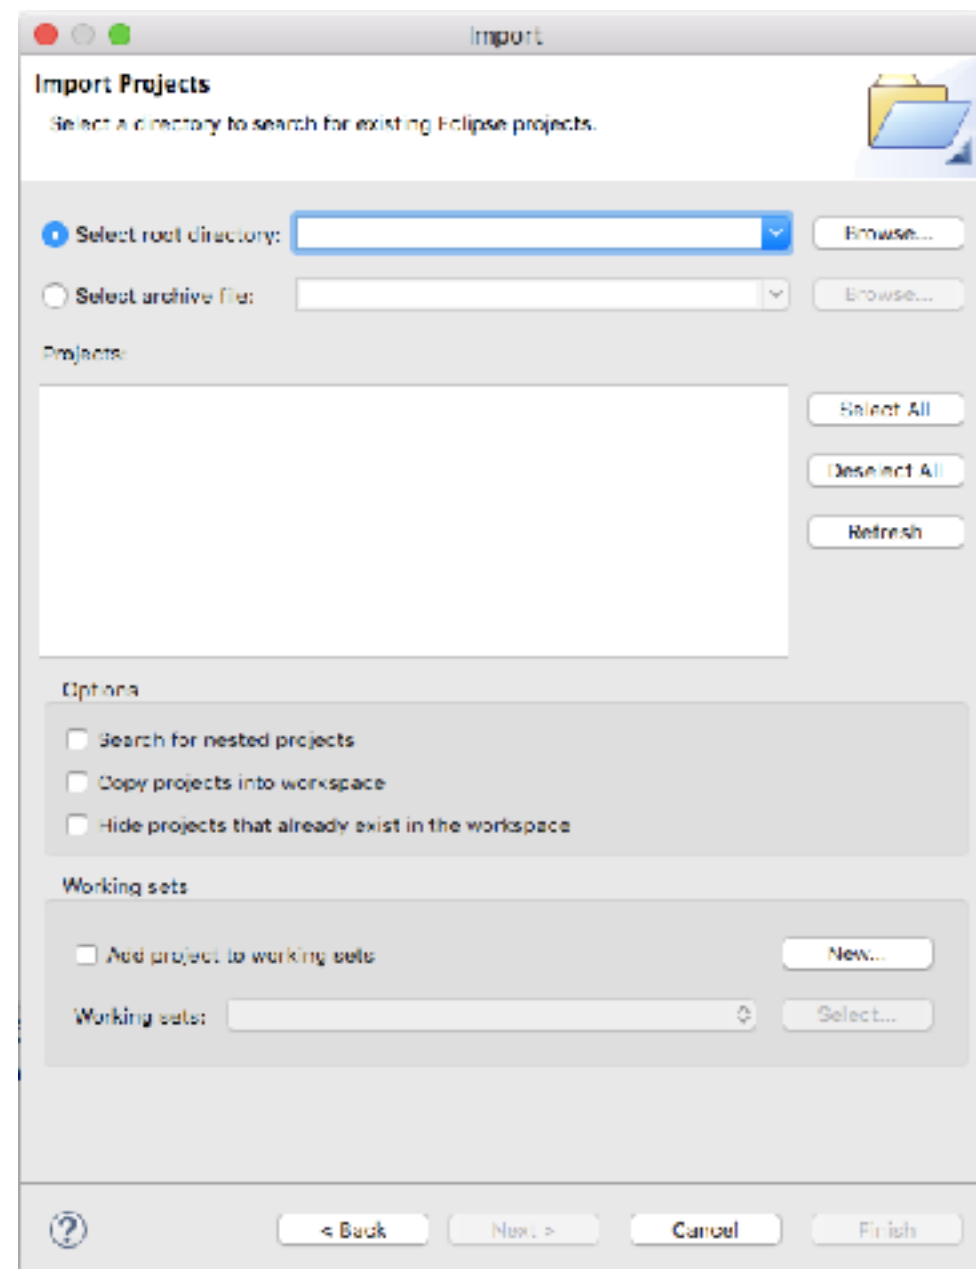 Import
Import Projects
Select a directory to search for existing Eclipse projects.
Select root directory:
Browse...
Select archive file:
Browse...
Projects:
Select All
Deselect All
Refresh
Options
Search for nested projects
Copy projects into workspace
Hide projects that already exist in the workspace
Working sets
Add project to working sets
New...
Working sets:
Select...
?
< Back
Next >
Cancel
Finish